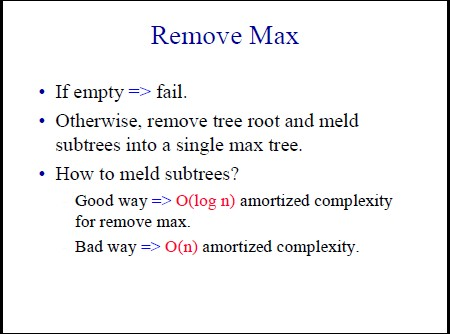 Remove Max
• If empty => fail.
• Otherwise, remove tree root and meld
subtrees into a single max tree.
• How to meld subtrees?
Good way => O(log n) amortized complexity
for remove max.
Bad way => O(n) amortized complexity.